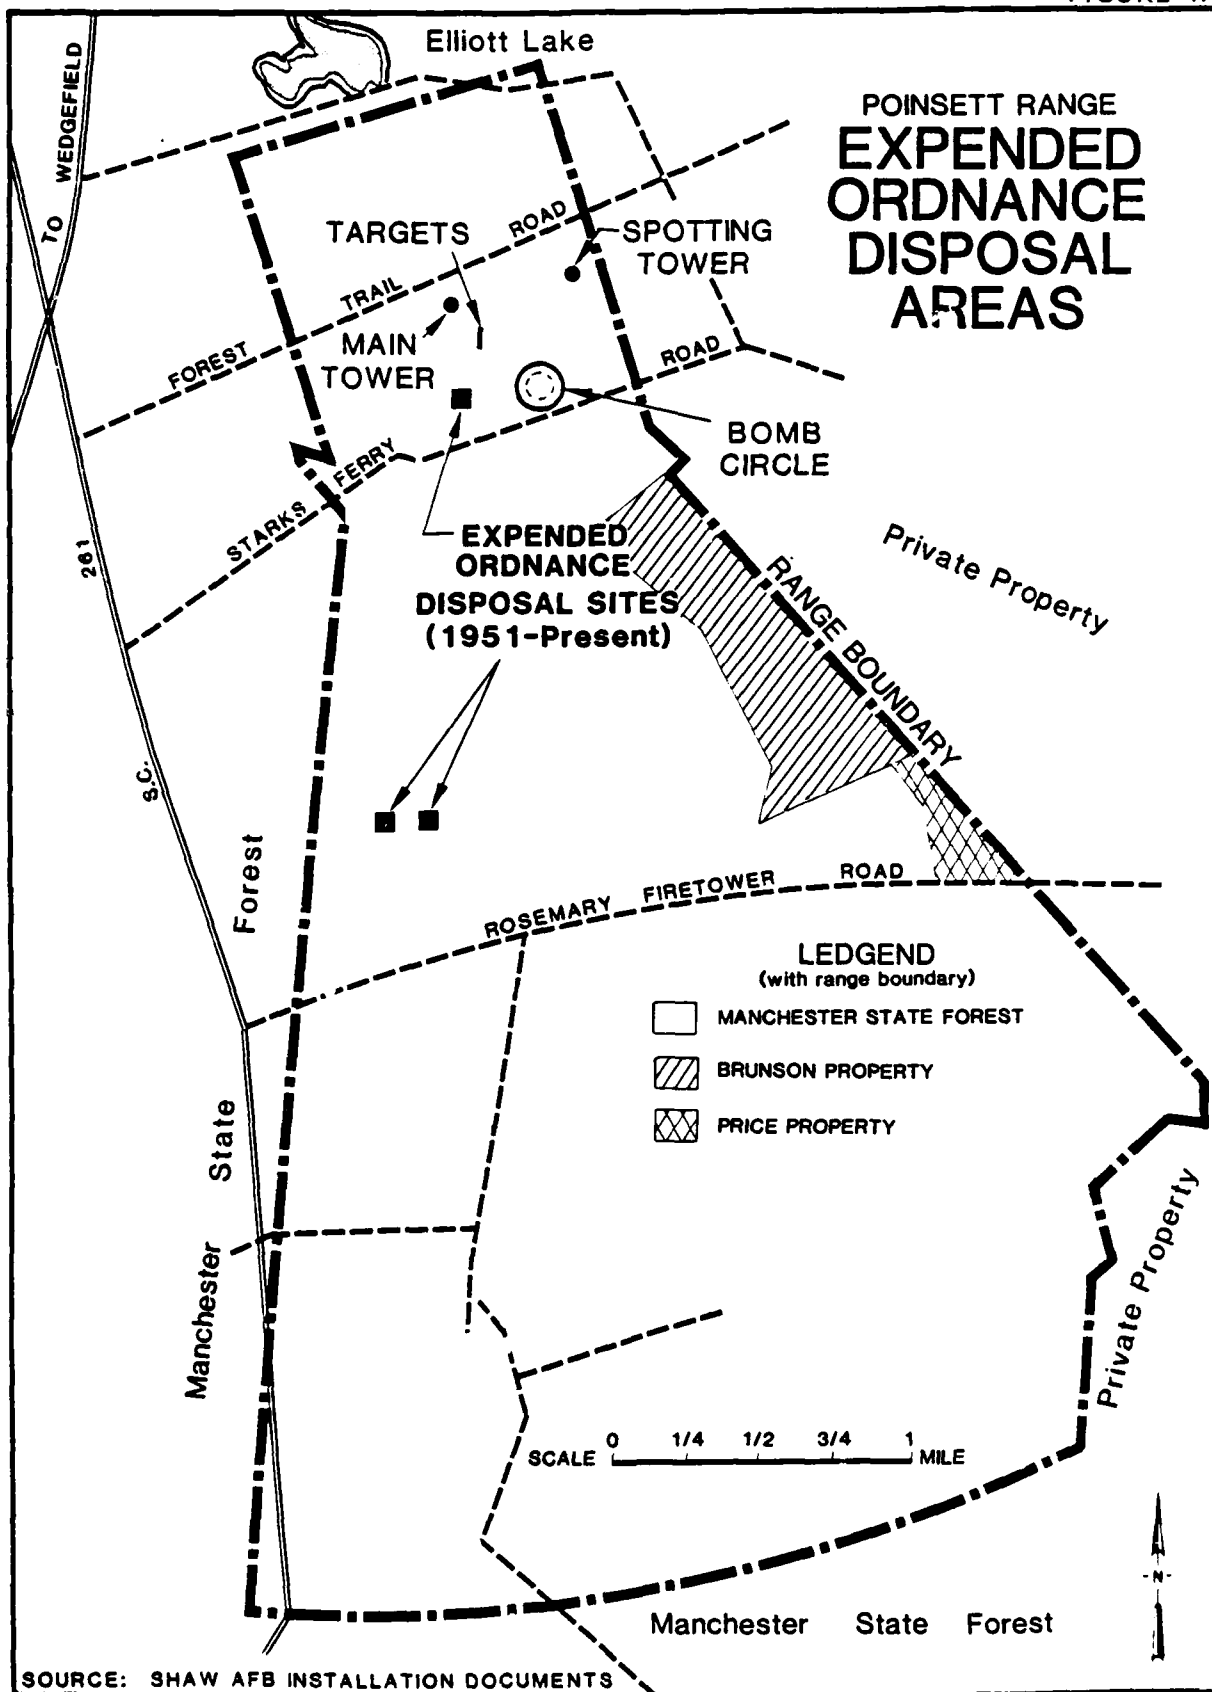 Elliott Lake
POINSETT RANGE
EXPENDED
ORDNANCE
DISPOSAL
AREAS
TO WEDGEFIELD
TARGETS
FOREST TRAIL ROAD
SPOTTING
TOWER
MAIN
TOWER
STARKS FERRY ROAD
BOMB
CIRCLE
EXPENDED
ORDNANCE
DISPOSAL SITES
(1951-Present)
Private Property
RANGE BOUNDARY
S.C. 261
ROSEMARY FIRETOWER ROAD
Manchester State Forest
LEDGEND
(with range boundary)
MANCHESTER STATE FOREST
BRUNSON PROPERTY
PRICE PROPERTY
Private Property
SCALE 0 1/4 1/2 3/4 1 MILE
-N-
Manchester State Forest
SOURCE: SHAW AFB INSTALLATION DOCUMENTS